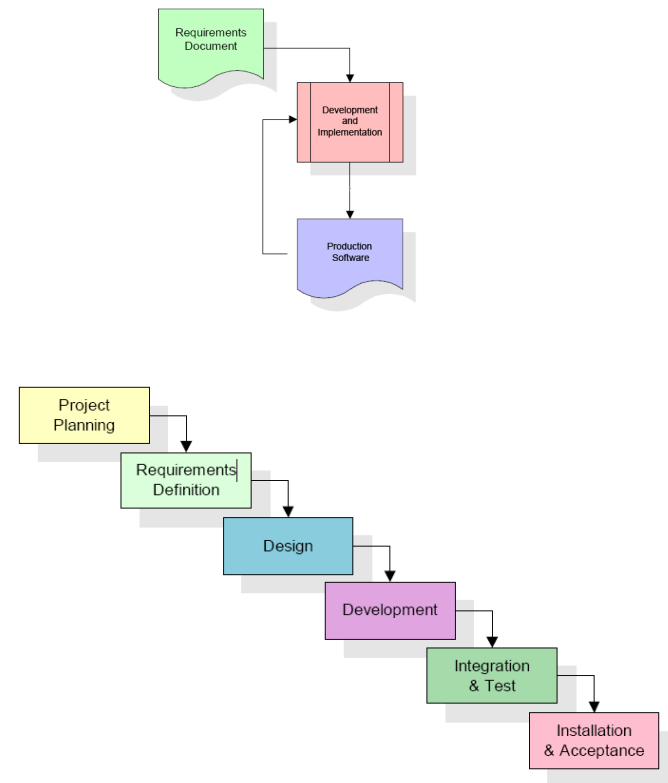 Requirements
Document
Development
and
Implementation
Production
Software
Project
Planning
Requirements
Definition
Design
Development
Integration
& Test
Installation
& Acceptance